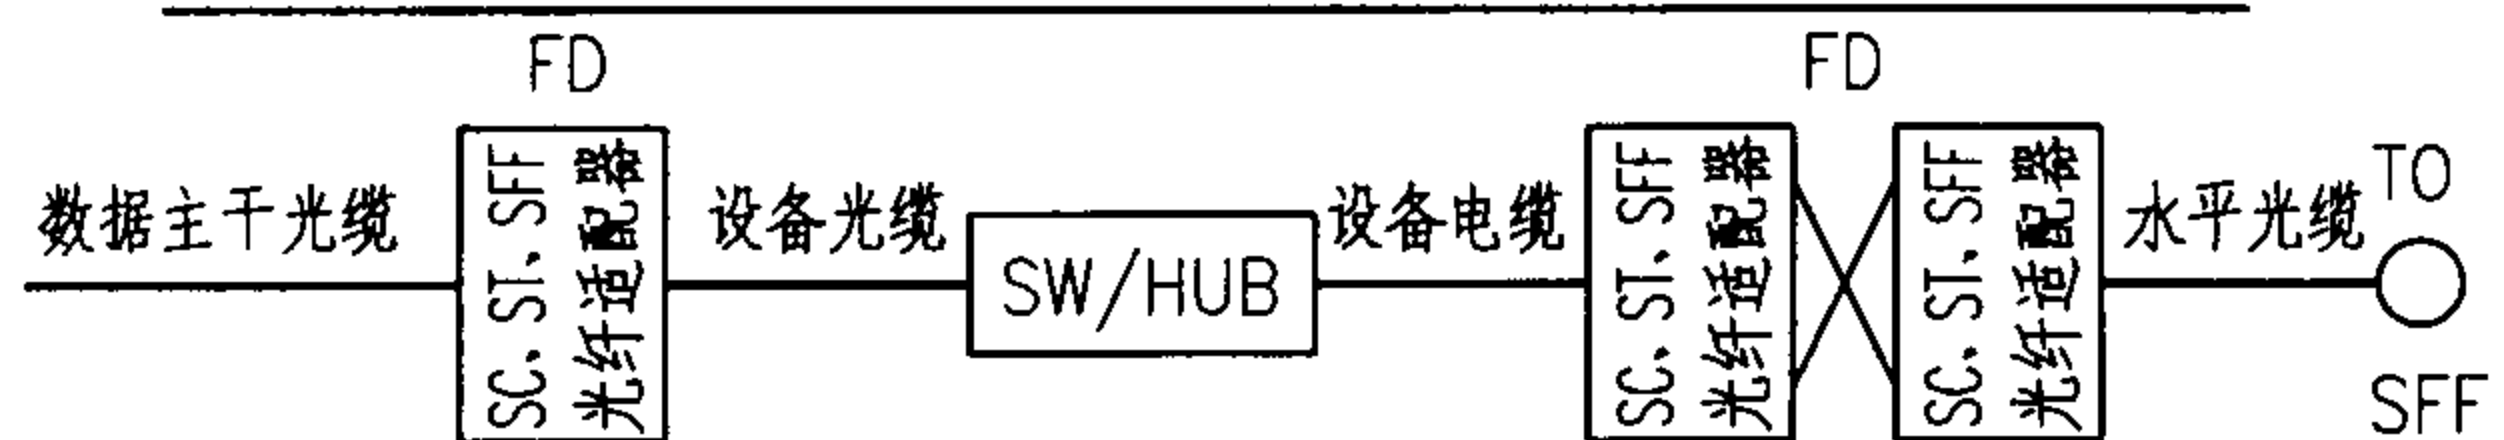 FD
FD
数据主干光缆
SC、ST、SFF
光纤适配器
设备光缆
SW/HUB
设备电缆
SC、ST、SFF
光纤适配器
SC、ST、SFF
光纤适配器
水平光缆
TO
SFF